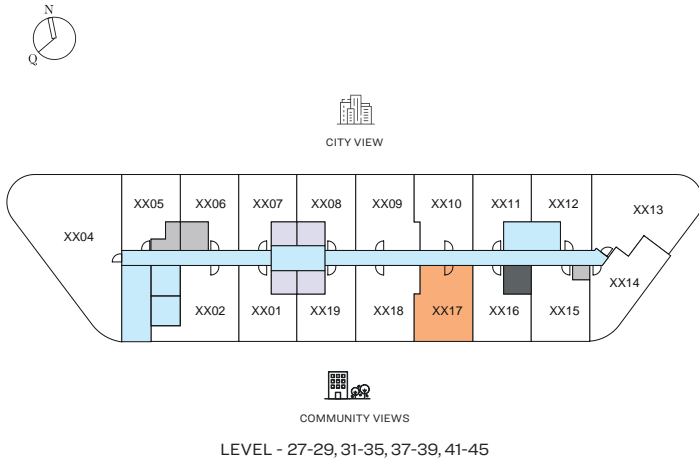 N
Q
CITY VIEW
XX05 XX06 XX07 XX08 XX09 XX10 XX11 XX12
XX04 XX13
XX14
XX02 XX01 XX19 XX18 XX17 XX16 XX15
COMMUNITY VIEWS
LEVEL - 27-29, 31-35, 37-39, 41-45